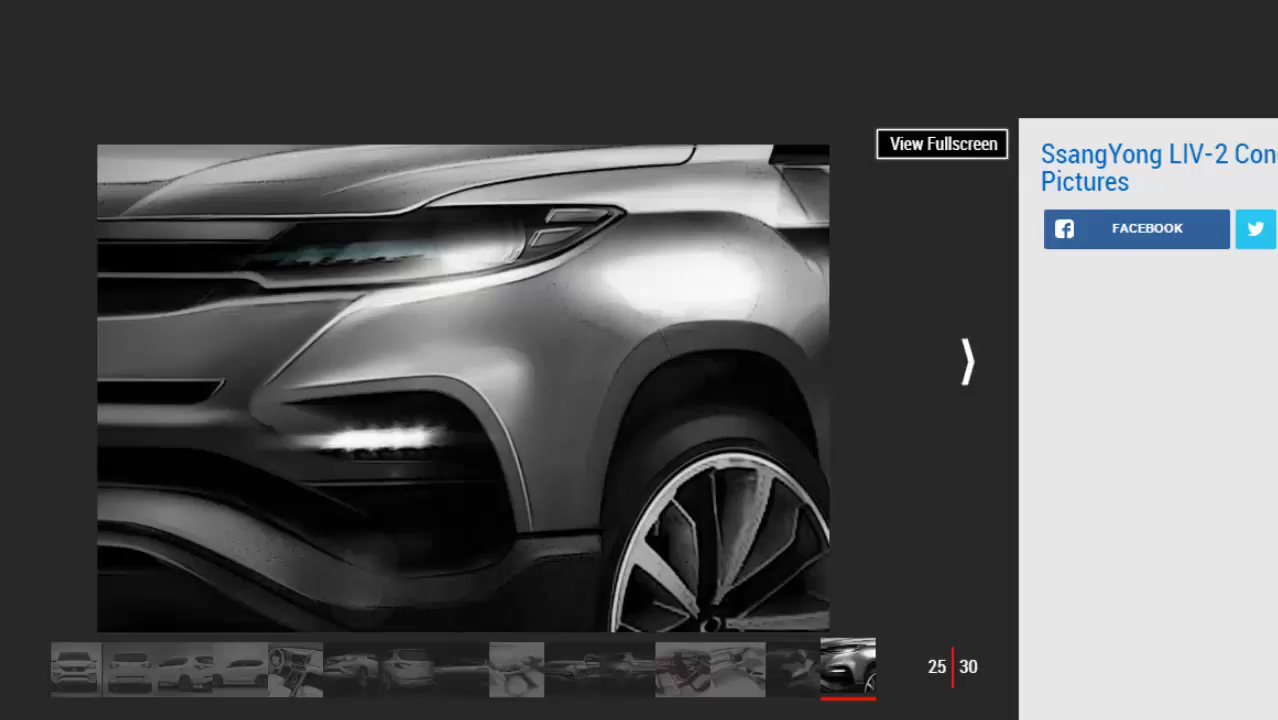 View Fullscreen
SsangYong LIV-2 Con
Pictures
FACEBOOK
25 30